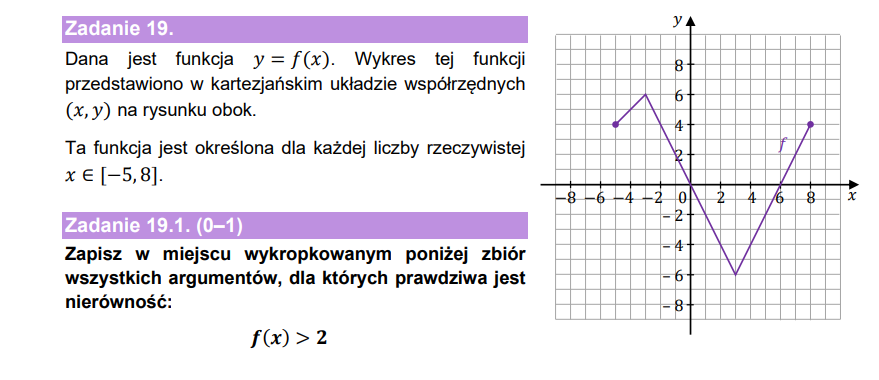 Zadanie 19.
Dana jest funkcja y = f(x). Wykres tej funkcji
przedstawiono w kartezjańskim układzie współrzędnych
(x, y) na rysunku obok.
Ta funkcja jest określona dla każdej liczby rzeczywistej
x ∈ [−5, 8].
Zadanie 19.1. (0–1)
Zapisz w miejscu wykropkowanym poniżej zbiór
wszystkich argumentów, dla których prawdziwa jest
nierówność:
f(x) > 2
y
8
6
4
2
f
−8 −6 −4 −2 0 2 4 6 8 x
−2
−4
−6
−8